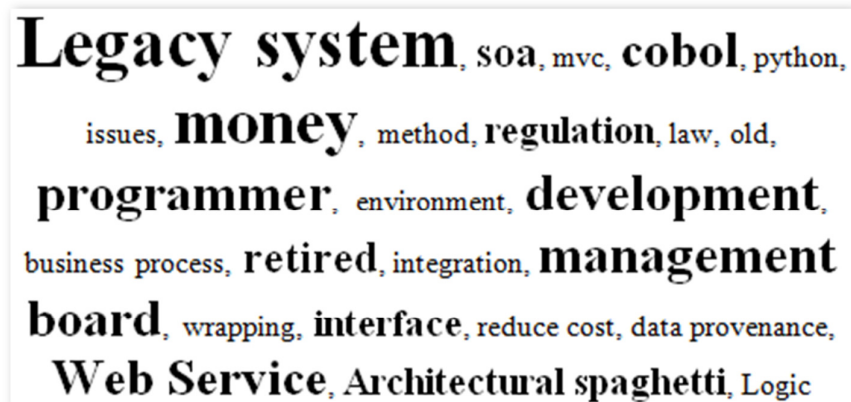 Legacy system, soa, mvc, cobol, python,
issues, money, method, regulation, law, old,
programmer, environment, development,
business process, retired, integration, management
board, wrapping, interface, reduce cost, data provenance,
Web Service, Architectural spaghetti, Logic